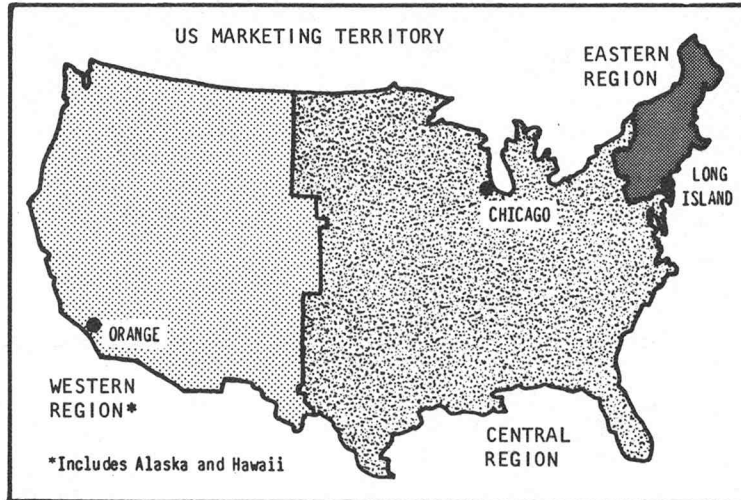 US MARKETING TERRITORY
EASTERN
REGION
LONG
ISLAND
CHICAGO
ORANGE
WESTERN
REGION*
CENTRAL
REGION
*Includes Alaska and Hawaii